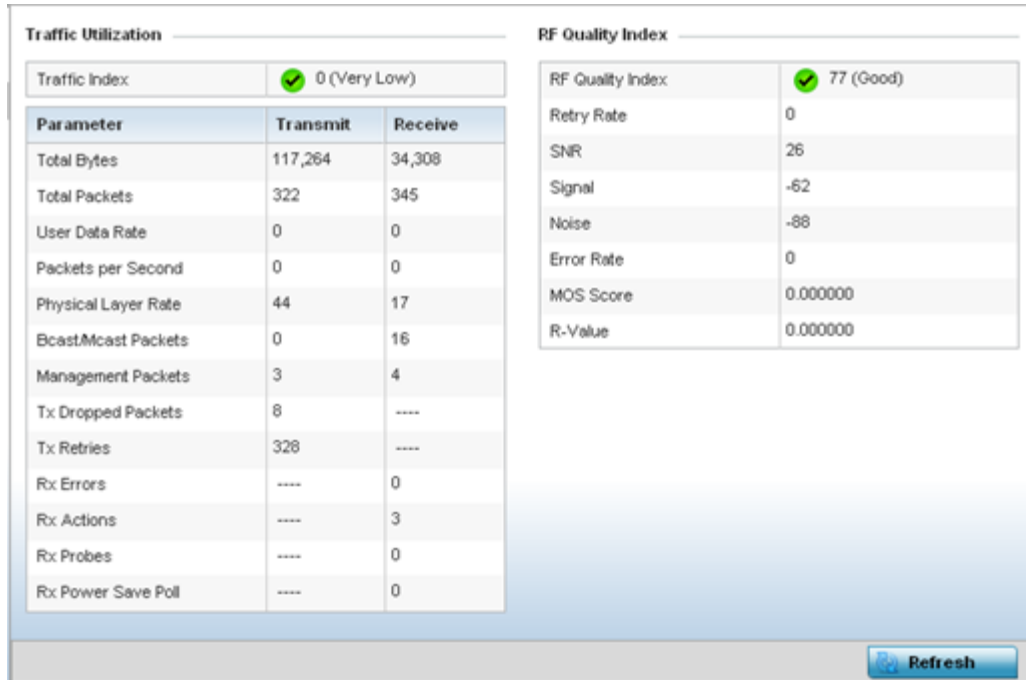 Traffic Utilization
Traffic Index 0 (Very Low)
Parameter Transmit Receive
Total Bytes 117,264 34,308
Total Packets 322 345
User Data Rate 0 0
Packets per Second 0 0
Physical Layer Rate 44 17
Bcast/Mcast Packets 0 16
Management Packets 3 4
Tx Dropped Packets 8 ----
Tx Retries 328 ----
Rx Errors ---- 0
Rx Actions ---- 3
Rx Probes ---- 0
Rx Power Save Poll ---- 0
RF Quality Index
RF Quality Index 77 (Good)
Retry Rate 0
SNR 26
Signal -62
Noise -88
Error Rate 0
MOS Score 0.000000
R-Value 0.000000
Refresh